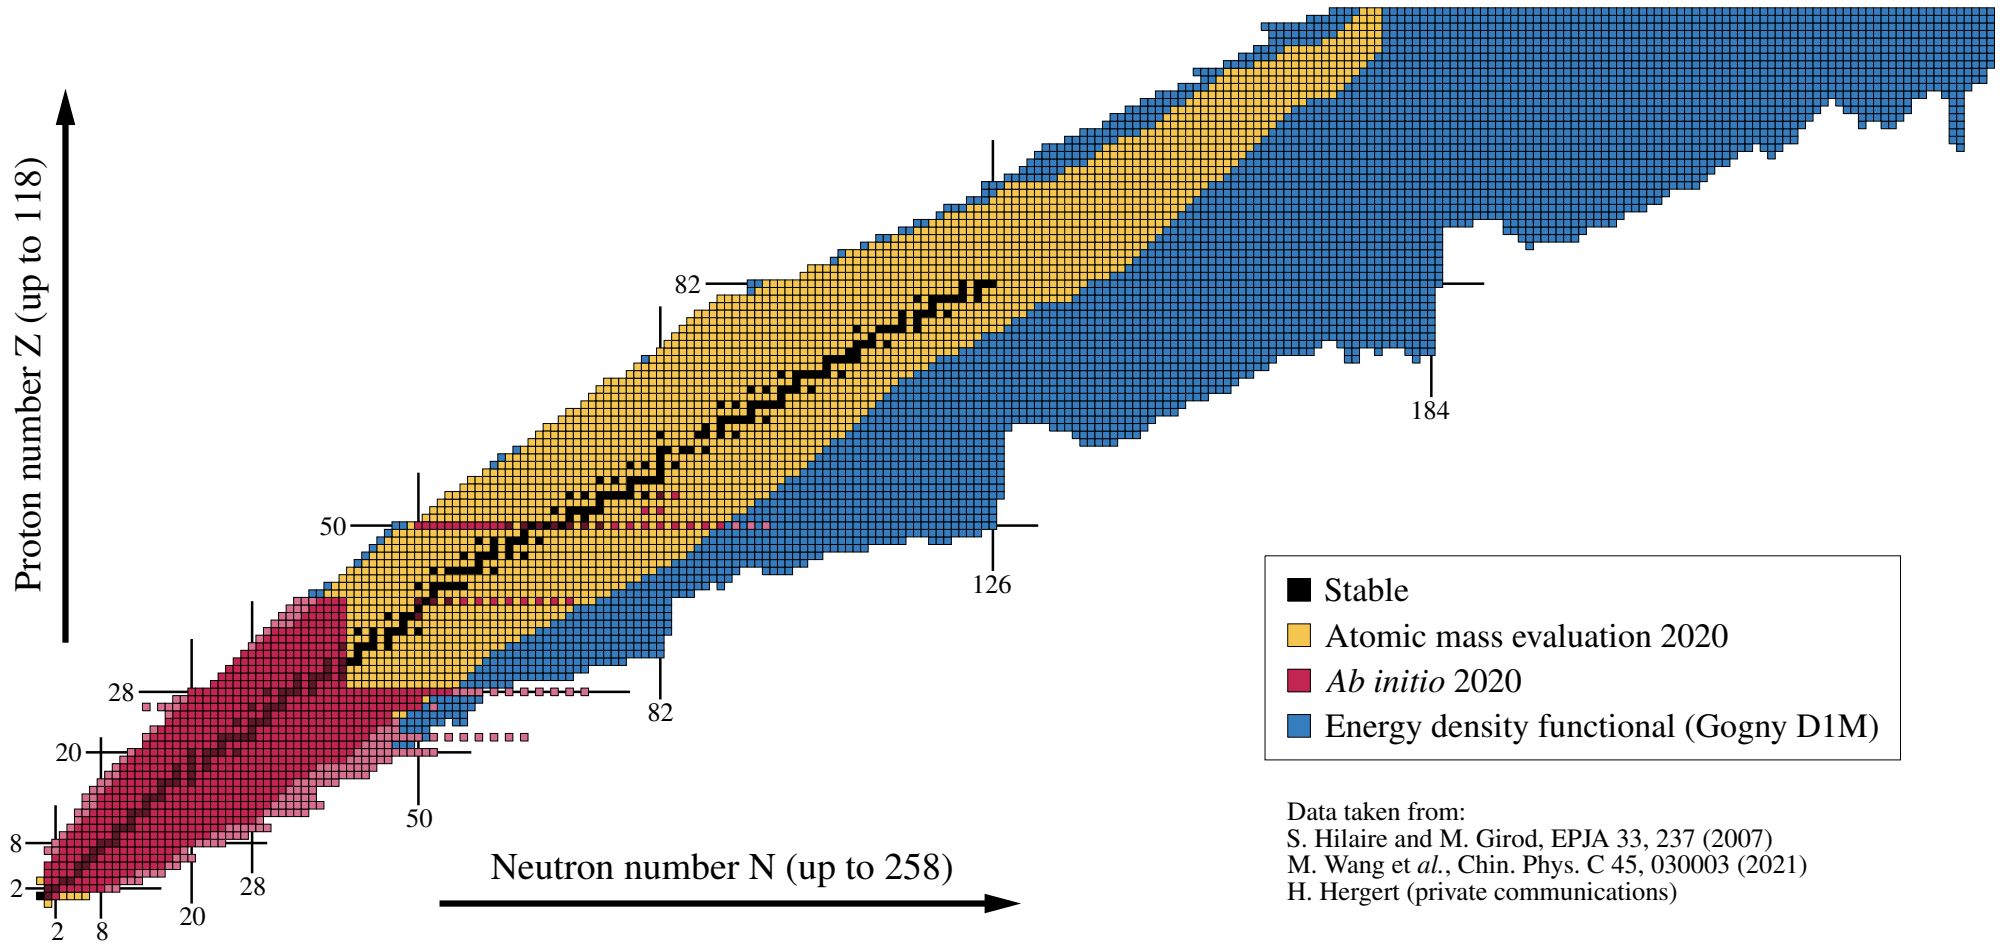 Proton number Z (up to 118)
82
50
28
20
8
2
2
8
20
28
50
82
126
184
Neutron number N (up to 258)
Stable
Atomic mass evaluation 2020
Ab initio 2020
Energy density functional (Gogny D1M)
Data taken from:
S. Hilaire and M. Girod, EPJA 33, 237 (2007)
M. Wang et al., Chin. Phys. C 45, 030003 (2021)
H. Hergert (private communications)